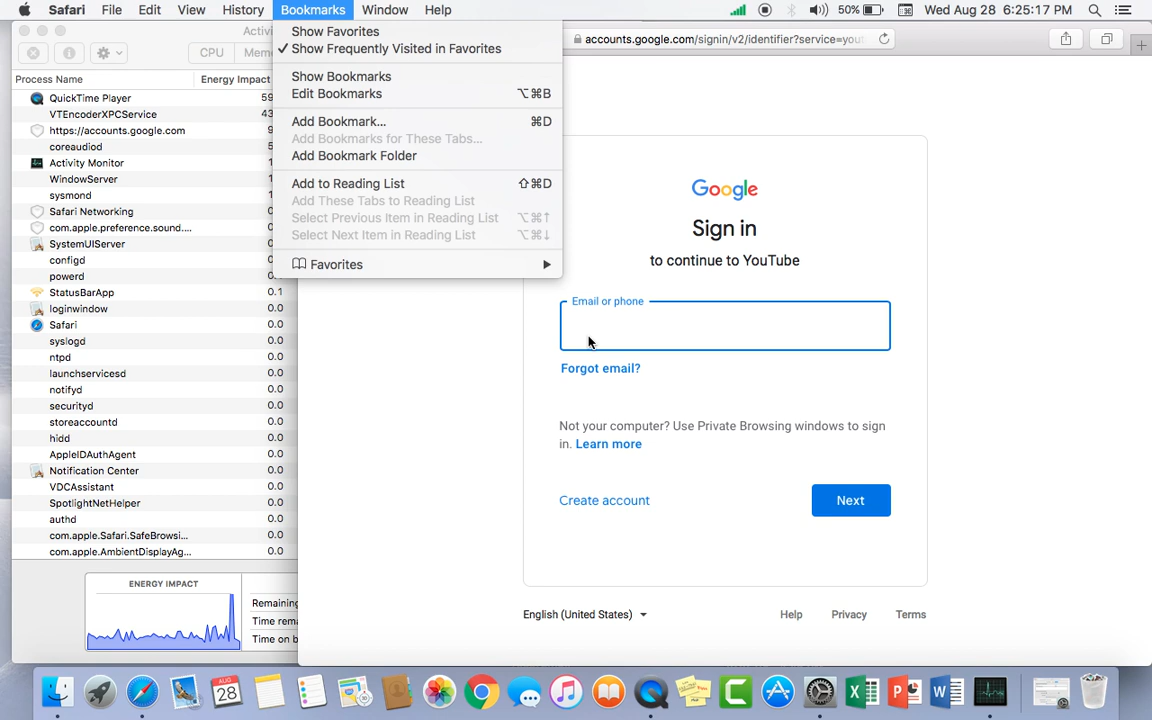 Safari File Edit View History Bookmarks Window Help 50% Wed Aug 28 6:25:17 PM
Show Favorites
✓ Show Frequently Visited in Favorites
Show Bookmarks
Edit Bookmarks ⌥⌘B
Add Bookmark... ⌘D
Add Bookmarks for These Tabs...
Add Bookmark Folder
Add to Reading List ⇧⌘D
Add These Tabs to Reading List
Select Previous Item in Reading List ⌥⌘↑
Select Next Item in Reading List ⌥⌘↓
Favorites
CPU
Process Name Energy Impact
QuickTime Player
VTEncoderXPCService
https://accounts.google.com
coreaudiod
Activity Monitor
WindowServer
sysmond
Safari Networking
com.apple.preference.sound....
SystemUIServer
configd
powerd
StatusBarApp 0.1
loginwindow 0.0
Safari 0.0
syslogd 0.0
ntpd 0.0
launchservicesd 0.0
notifyd 0.0
securityd 0.0
storeaccountd 0.0
hidd 0.0
AppleIDAuthAgent 0.0
Notification Center 0.0
VDCAssistant 0.0
SpotlightNetHelper 0.0
authd 0.0
com.apple.Safari.SafeBrowsi... 0.0
com.apple.AmbientDisplayAg... 0.0
ENERGY IMPACT
Remaining
Time rema
Time on b
accounts.google.com/signin/v2/identifier?service=you
Google
Sign in
to continue to YouTube
Email or phone
Forgot email?
Not your computer? Use Private Browsing windows to sign
in. Learn more
Create account Next
English (United States) Help Privacy Terms
AUG
28